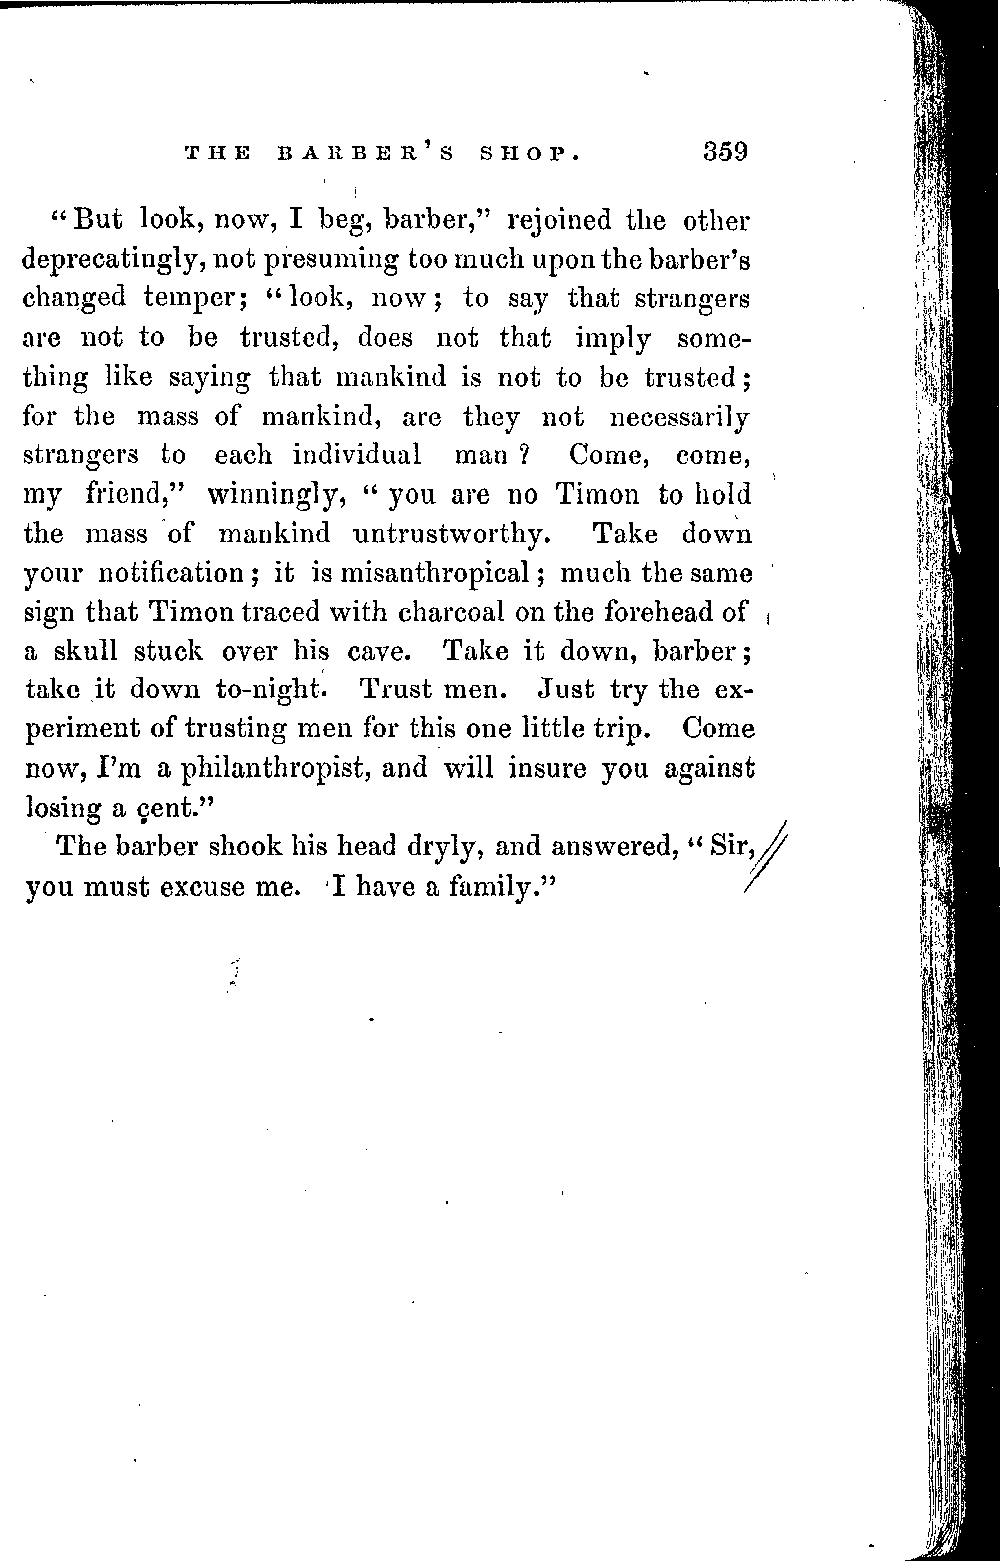 THE BARBER'S SHOP. 359
“But look, now, I beg, barber,” rejoined the other
deprecatingly, not presuming too much upon the barber’s
changed temper; “look, now; to say that strangers
are not to be trusted, does not that imply some-
thing like saying that mankind is not to be trusted;
for the mass of mankind, are they not necessarily
strangers to each individual man? Come, come,
my friend,” winningly, “you are no Timon to hold
the mass of mankind untrustworthy. Take down
your notification; it is misanthropical; much the same
sign that Timon traced with charcoal on the forehead of
a skull stuck over his cave. Take it down, barber;
take it down to-night. Trust men. Just try the ex-
periment of trusting men for this one little trip. Come
now, I’m a philanthropist, and will insure you against
losing a cent.”
The barber shook his head dryly, and answered, “Sir,
you must excuse me. I have a family.”